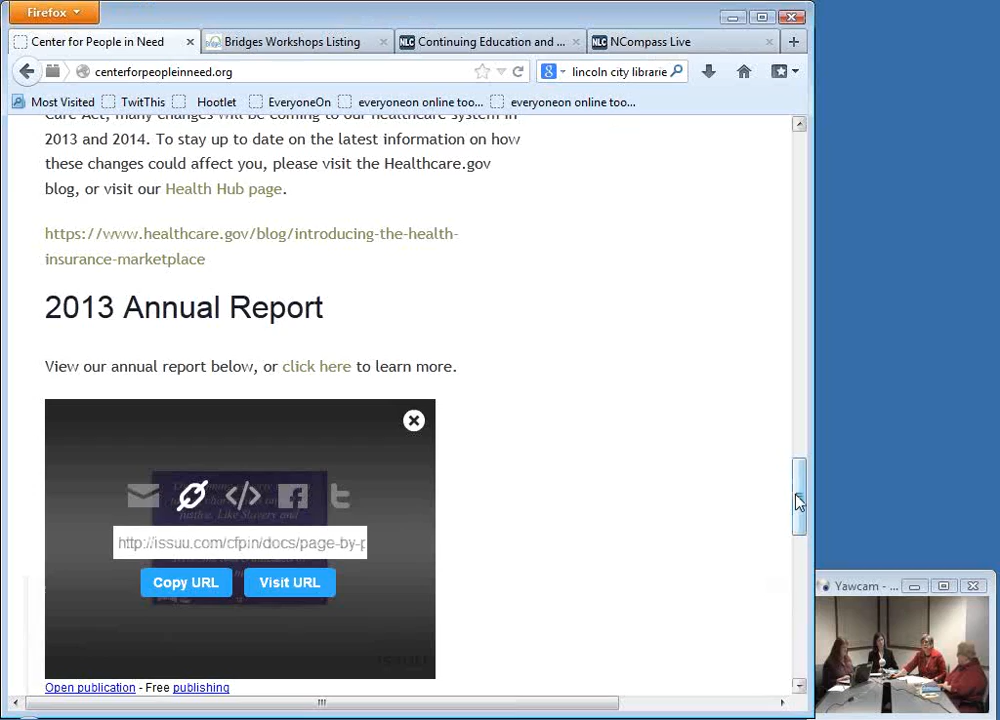 Firefox
Center for People in Need
Bridges Workshops Listing
Continuing Education and ...
NCompass Live
centerforpeopleinneed.org
lincoln city librarie
Most Visited
TwitThis
Hootlet
EveryoneOn
everyoneon online too...
everyoneon online too...
Care Act, many changes will be coming to our healthcare system in
2013 and 2014. To stay up to date on the latest information on how
these changes could affect you, please visit the Healthcare.gov
blog, or visit our Health Hub page.
https://www.healthcare.gov/blog/introducing-the-health-
insurance-marketplace
2013 Annual Report
View our annual report below, or click here to learn more.
http://issuu.com/cfpin/docs/page-by-p
Copy URL
Visit URL
issuu
Open publication - Free publishing
Yawcam - ...